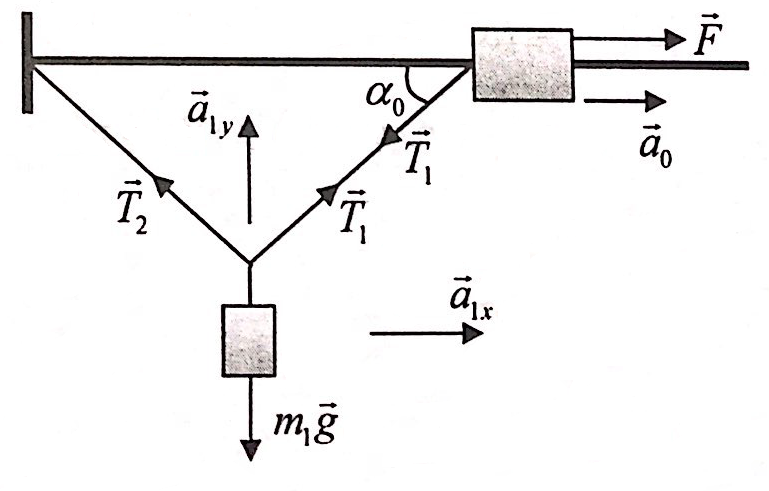 F⃗
α₀
a⃗₁y
a⃗₀
T⃗₁
T⃗₂
T⃗₁
a⃗₁x
m₁g⃗